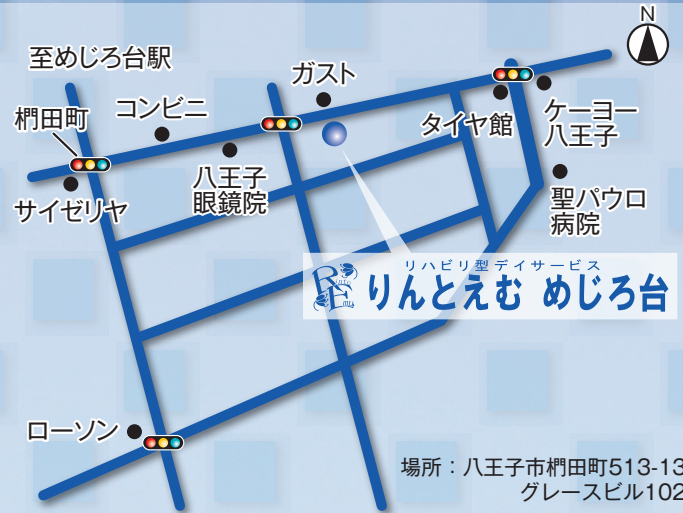 N
至めじろ台駅
ガスト
コンビニ
椚田町
タイヤ館
ケーヨー
八王子
八王子
眼鏡院
サイゼリヤ
聖パウロ
病院
リハビリ型デイサービス
りんとえむ めじろ台
ローソン
場所：八王子市椚田町513-13
グレースビル102